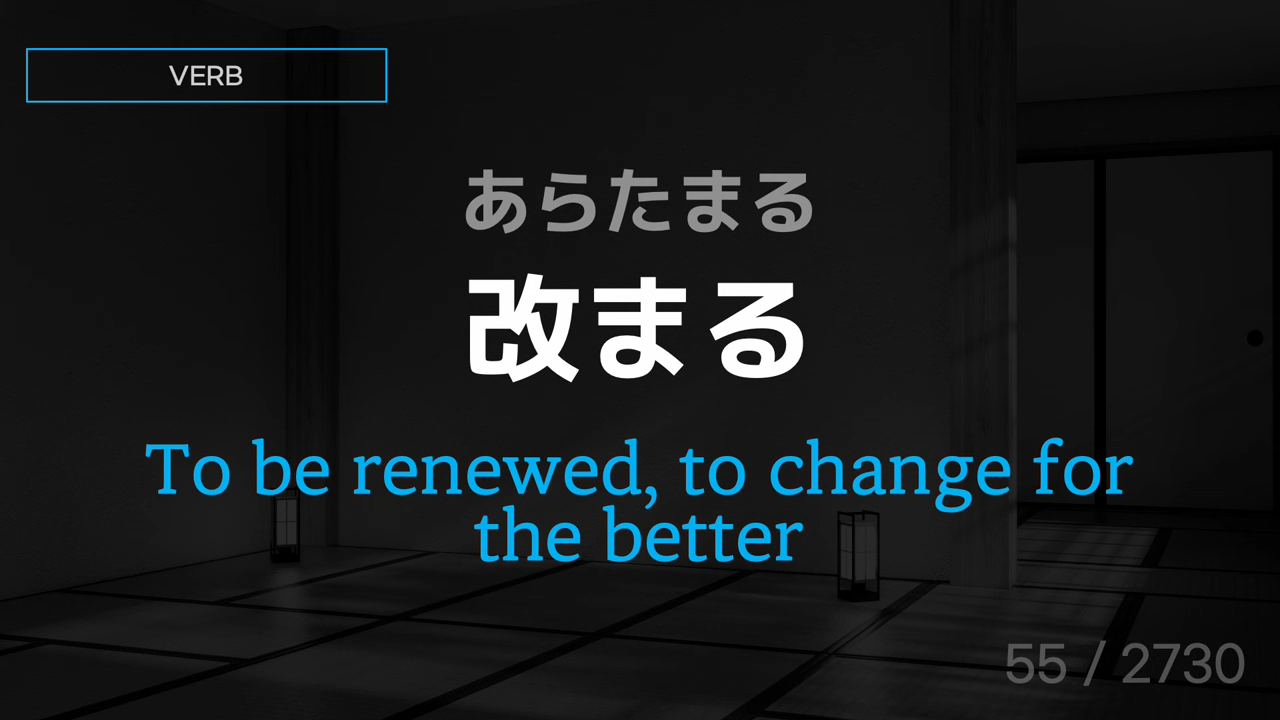 VERB
あらたまる
改まる
To be renewed, to change for
the better
55 / 2730